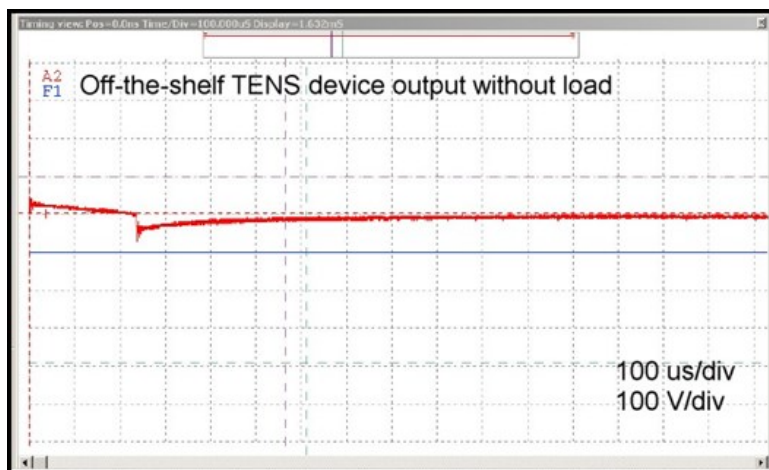 Timing view: Pos=0.0ns Time/Div=100.000uS Display=1.632mS
A2
F1
Off-the-shelf TENS device output without load
100 us/div
100 V/div